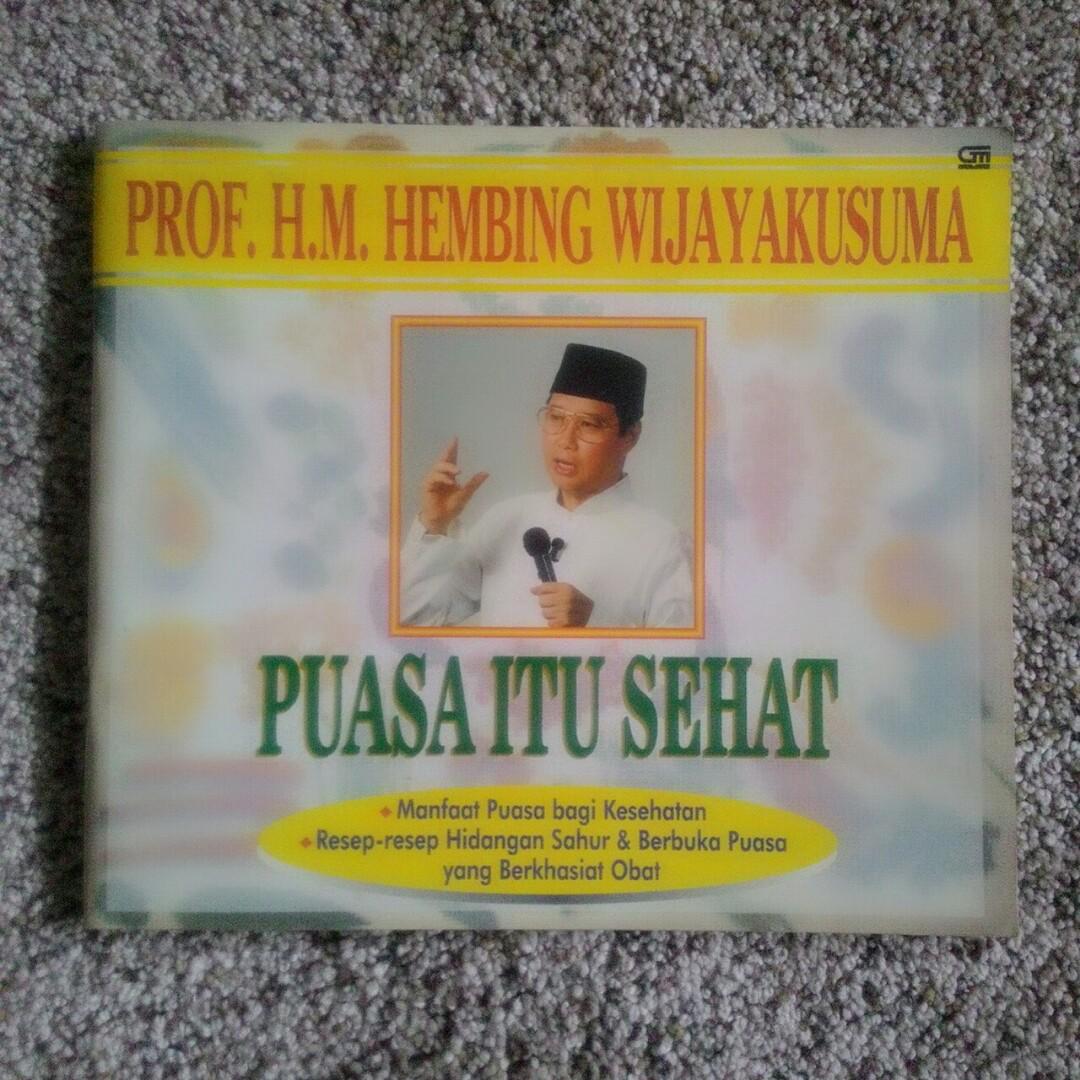 PROF. H.M. HEMBING WIJAYAKUSUMA
PUASA ITU SEHAT
Manfaat Puasa bagi Kesehatan
Resep-resep Hidangan Sahur & Berbuka Puasa
yang Berkhasiat Obat